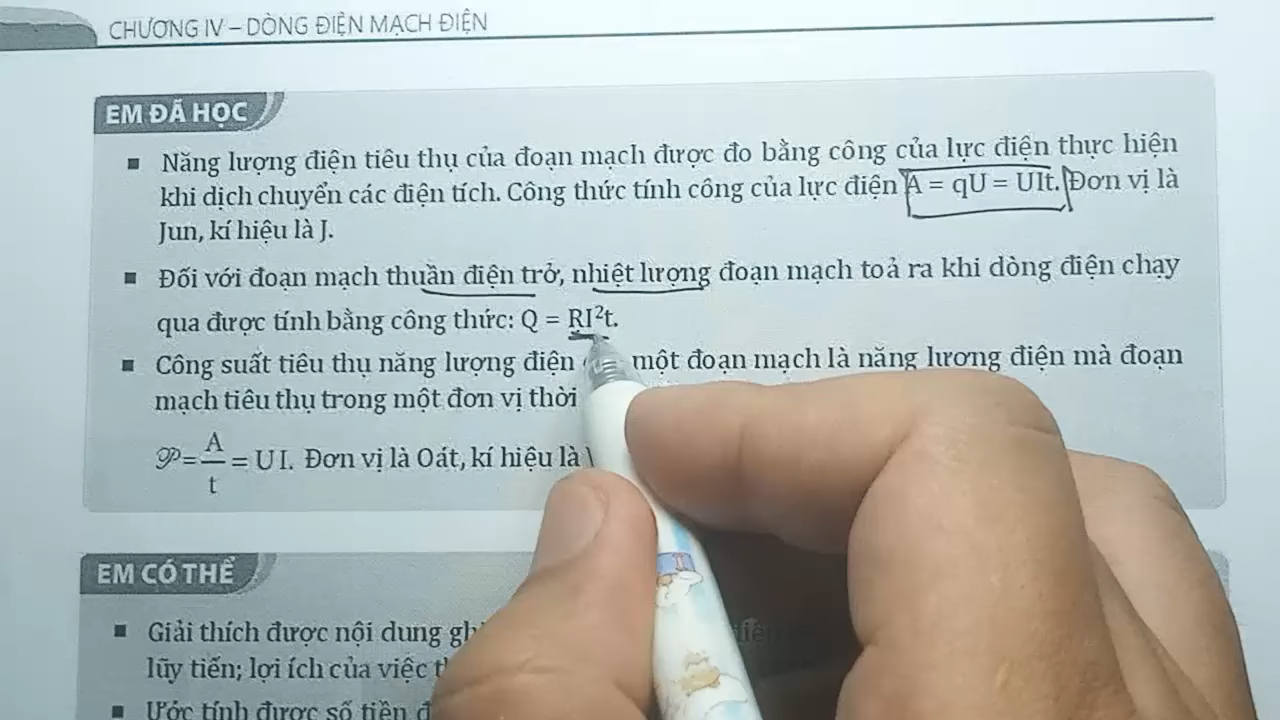 CHƯƠNG IV – DÒNG ĐIỆN MẠCH ĐIỆN
EM ĐÃ HỌC
▪ Năng lượng điện tiêu thụ của đoạn mạch được đo bằng công của lực điện thực hiện
khi dịch chuyển các điện tích. Công thức tính công của lực điện A = qU = UIt. Đơn vị là
Jun, kí hiệu là J.
▪ Đối với đoạn mạch thuần điện trở, nhiệt lượng đoạn mạch toả ra khi dòng điện chạy
qua được tính bằng công thức: Q = RI²t.
▪ Công suất tiêu thụ năng lượng điện một đoạn mạch là năng lương điện mà đoạn
mạch tiêu thụ trong một đơn vị thời
𝒫 = A/t = U I. Đơn vị là Oát, kí hiệu là
EM CÓ THỂ
▪ Giải thích được nội dung
lũy tiến; lợi ích của việc
▪ Ước tính được số tiền